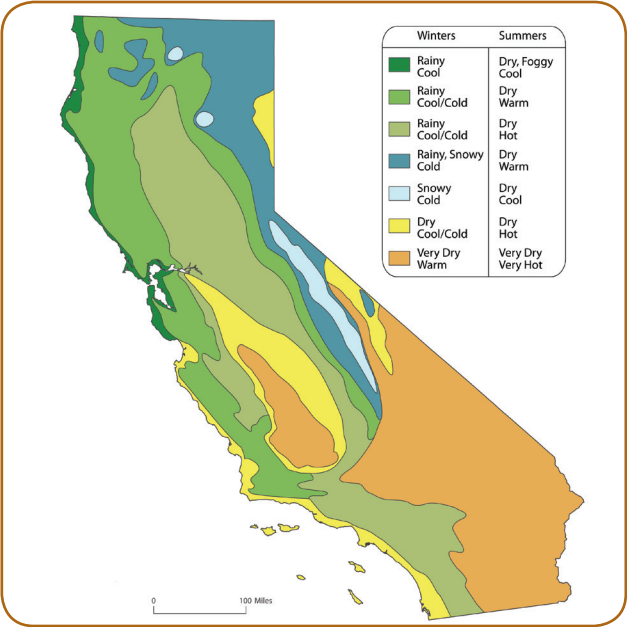 Winters Summers
Rainy Dry, Foggy
Cool Cool
Rainy Dry
Cool/Cold Warm
Rainy Dry
Cool/Cold Hot
Rainy, Snowy Dry
Cold Warm
Snowy Dry
Cold Cool
Dry Dry
Cool/Cold Hot
Very Dry Very Dry
Warm Very Hot
0 100 Miles